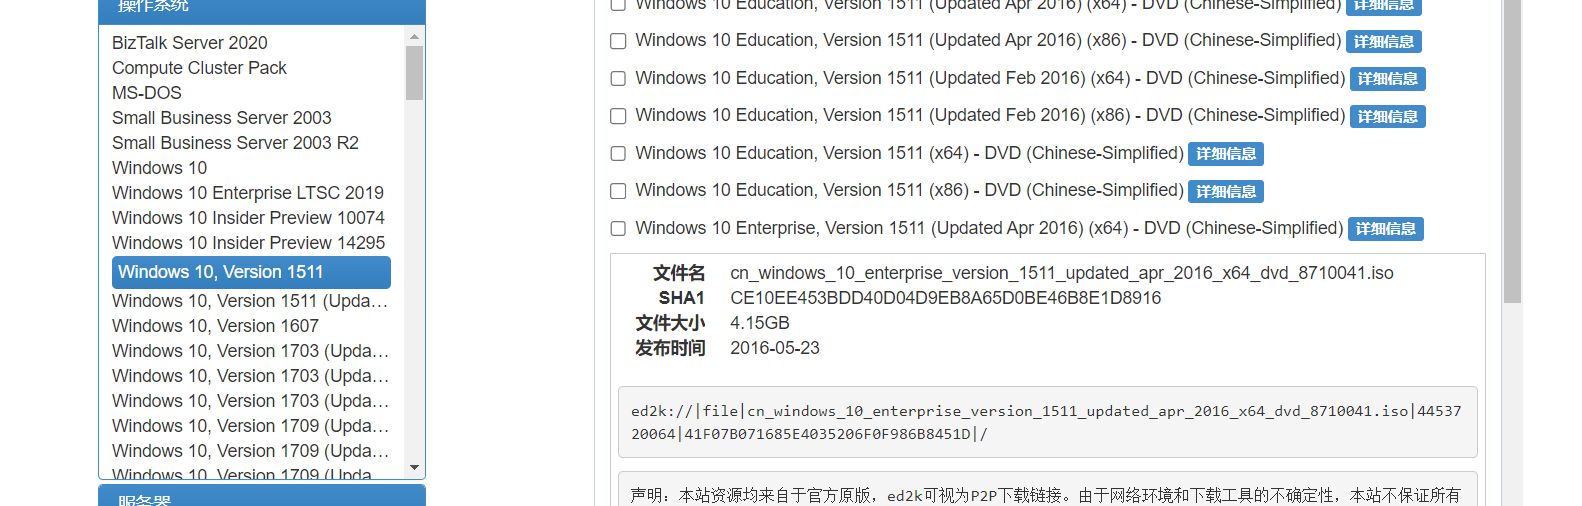 操作系统
BizTalk Server 2020
Compute Cluster Pack
MS-DOS
Small Business Server 2003
Small Business Server 2003 R2
Windows 10
Windows 10 Enterprise LTSC 2019
Windows 10 Insider Preview 10074
Windows 10 Insider Preview 14295
Windows 10, Version 1511
Windows 10, Version 1511 (Upda…
Windows 10, Version 1607
Windows 10, Version 1703 (Upda…
Windows 10, Version 1703 (Upda…
Windows 10, Version 1703 (Upda…
Windows 10, Version 1709 (Upda…
Windows 10, Version 1709 (Upda…
Windows 10, Version 1709 (Upda…
服务器
Windows 10 Education, Version 1511 (Updated Apr 2016) (x64) - DVD (Chinese-Simplified) 详细信息
Windows 10 Education, Version 1511 (Updated Apr 2016) (x86) - DVD (Chinese-Simplified) 详细信息
Windows 10 Education, Version 1511 (Updated Feb 2016) (x64) - DVD (Chinese-Simplified) 详细信息
Windows 10 Education, Version 1511 (Updated Feb 2016) (x86) - DVD (Chinese-Simplified) 详细信息
Windows 10 Education, Version 1511 (x64) - DVD (Chinese-Simplified) 详细信息
Windows 10 Education, Version 1511 (x86) - DVD (Chinese-Simplified) 详细信息
Windows 10 Enterprise, Version 1511 (Updated Apr 2016) (x64) - DVD (Chinese-Simplified) 详细信息
文件名 cn_windows_10_enterprise_version_1511_updated_apr_2016_x64_dvd_8710041.iso
SHA1 CE10EE453BDD40D04D9EB8A65D0BE46B8E1D8916
文件大小 4.15GB
发布时间 2016-05-23
ed2k://|file|cn_windows_10_enterprise_version_1511_updated_apr_2016_x64_dvd_8710041.iso|44537
20064|41F07B071685E4035206F0F986B8451D|/
声明：本站资源均来自于官方原版，ed2k可视为P2P下载链接。由于网络环境和下载工具的不确定性，本站不保证所有